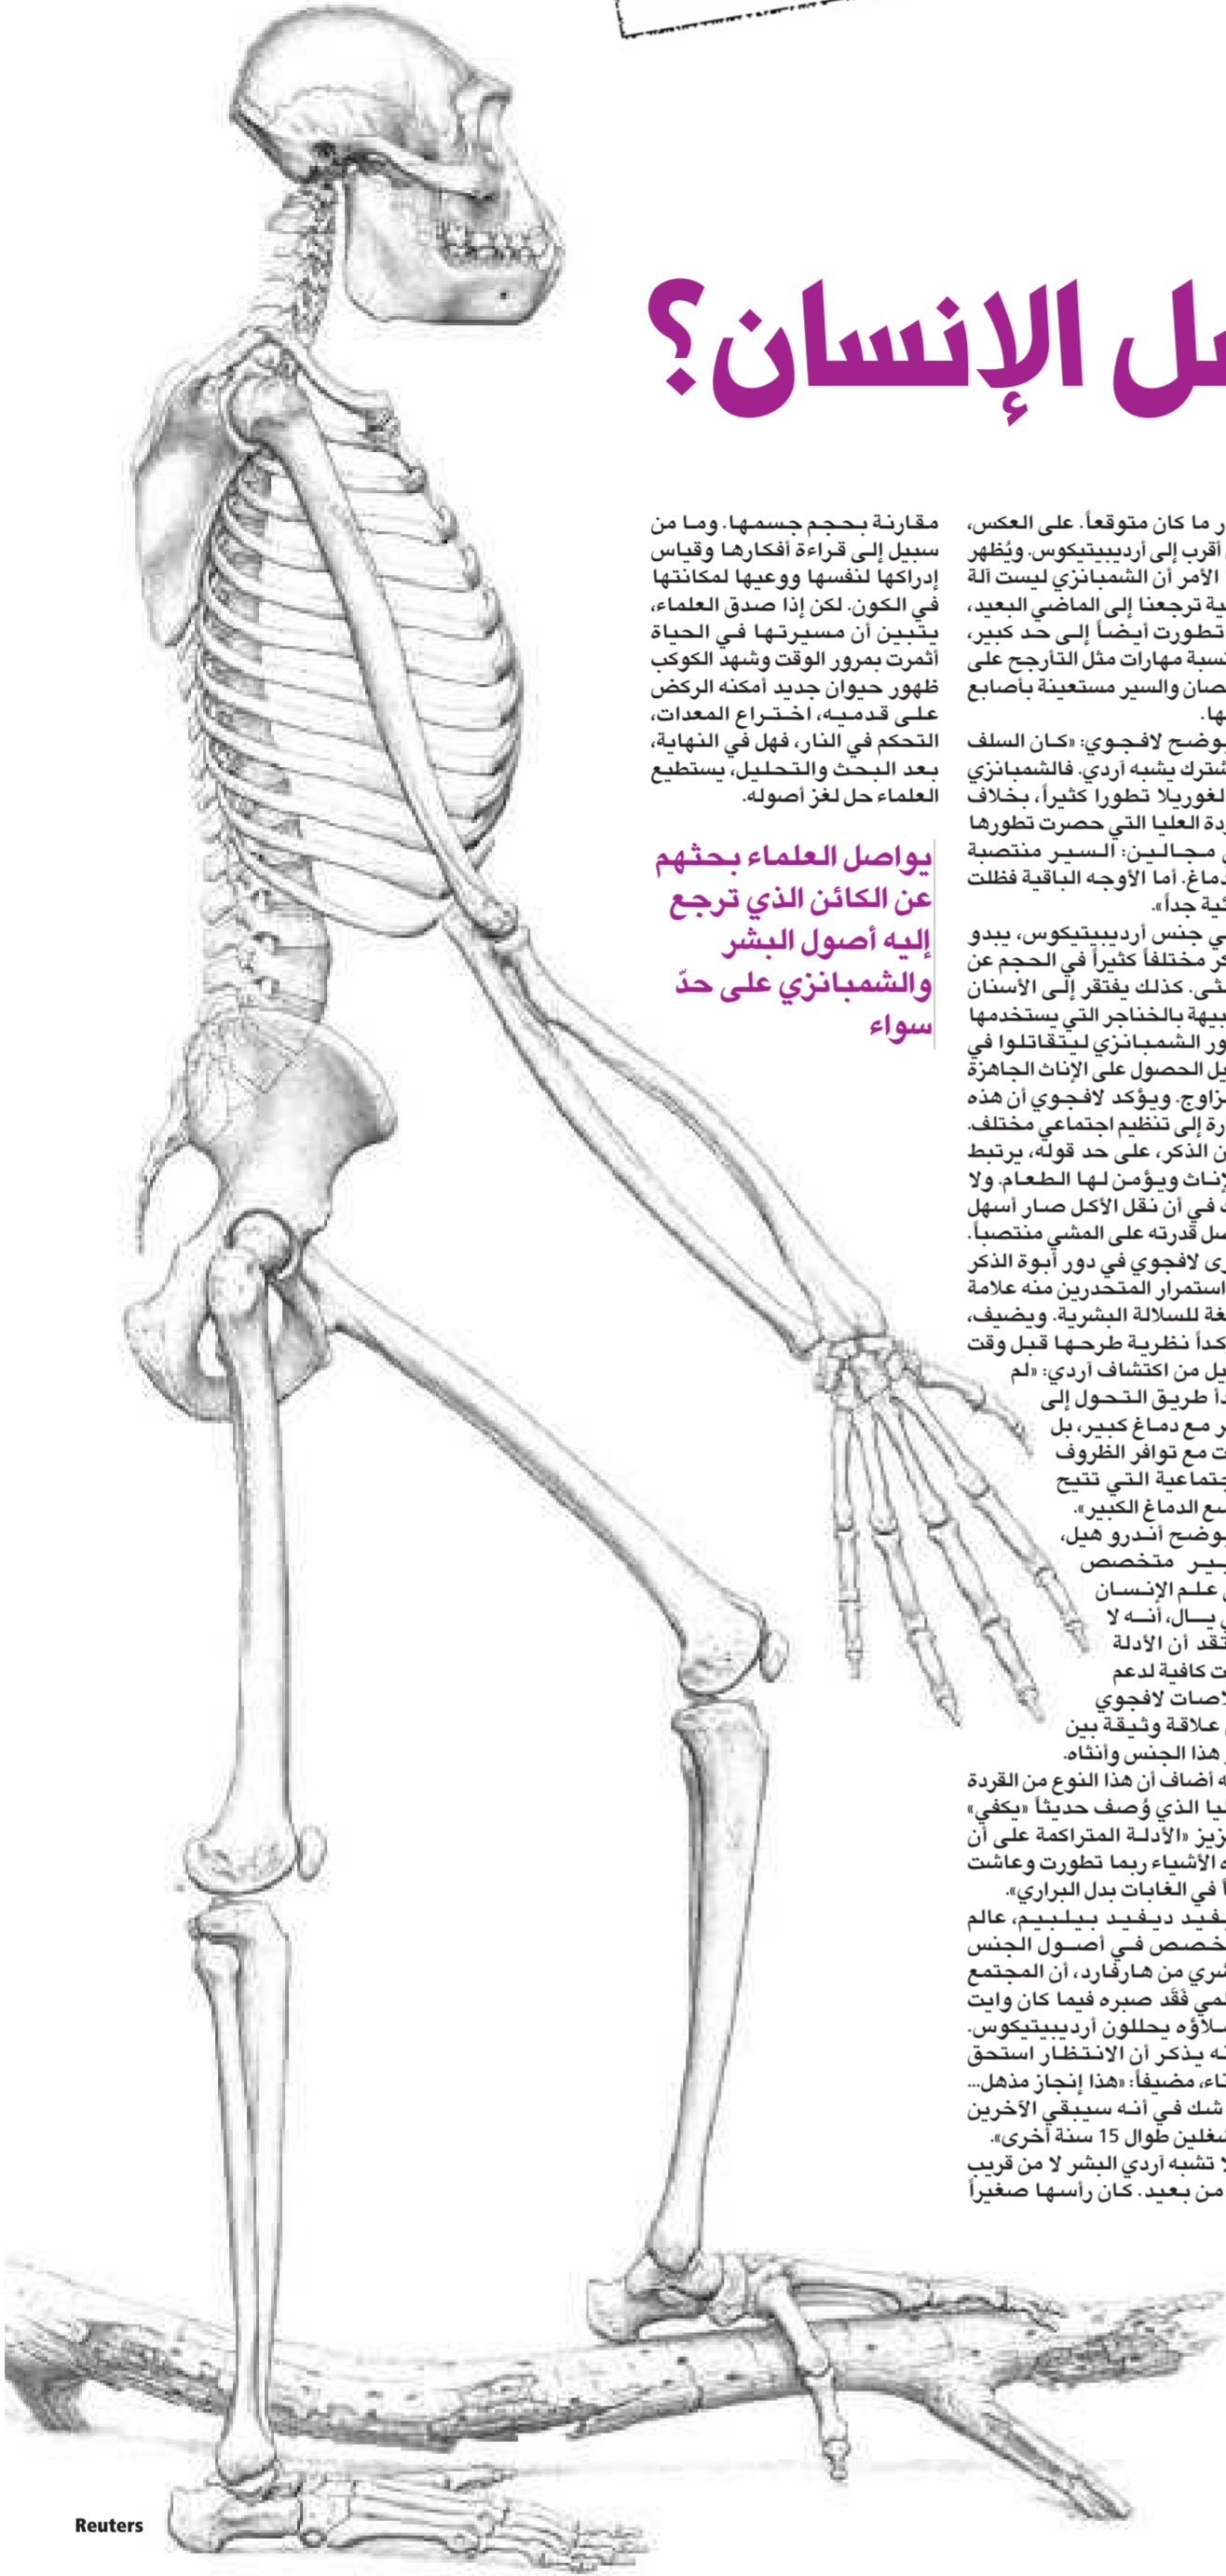 ل الإنسان؟
ر ما كان متوقعاً. على العكس،
أقرب إلى أرديبيتيكوس. ويُظهر
الأمر أن الشمبانزي ليست آلة
ية ترجعنا إلى الماضي البعيد،
تطورت أيضاً إلى حد كبير،
سبة مهارات مثل التأرجح على
صان والسير مستعينة بأصابع
ها.
وضح لافجوي: «كان السلف
شترك يشبه آردي. فالشمبانزي
لغوريلا تطورا كثيراً، بخلاف
دة العليا التي حصرت تطورها
مجالين: السير منتصبة
دماغ. أما الأوجه الباقية فظلت
ئية جداً».
ي جنس أرديبيتيكوس، يبدو
كر مختلفاً كثيراً في الحجم عن
ثى. كذلك يفتقر إلى الأسنان
بيهة بالخناجر التي يستخدمها
ور الشمبانزي ليتقاتلوا في
يل الحصول على الإناث الجاهزة
زاوج. ويؤكد لافجوي أن هذه
رة إلى تنظيم اجتماعي مختلف.
ن الذكر، على حد قوله، يرتبط
إناث ويؤمن لها الطعام. ولا
ك في أن نقل الأكل صار أسهل
صل قدرته على المشي منتصباً.
رى لافجوي في دور أبوة الذكر
استمرار المتحدرين منه علامة
غة للسلالة البشرية. ويضيف،
كداً نظرية طرحها قبل وقت
يل من اكتشاف آردي: «لم
دأ طريق التحول إلى
ر مع دماغ كبير، بل
ت مع توافر الظروف
جتماعية التي تتيح
سع الدماغ الكبير».
وضح أندرو هيل،
بير متخصص
علم الإنسان
ي يال، أنه لا
تقد أن الأدلة
ت كافية لدعم
لاصات لافجوي
علاقة وثيقة بين
هذا الجنس وأنثاه.
ه أضاف أن هذا النوع من القردة
ليا الذي وُصف حديثاً «يكفي»
زيز «الأدلة المتراكمة على أن
ه الأشياء ربما تطورت وعاشت
اً في الغابات بدل البراري».
فيد ديفيد بيلبيم، عالم
خصص في أصول الجنس
شري من هارفارد، أن المجتمع
لمي فَقَد صبره فيما كان وايت
ملاؤه يحللون أرديبيتيكوس.
نه يذكر أن الانتظار استحق
ناء، مضيفاً: «هذا إنجاز مذهل...
شك في أنه سيبقي الآخرين
شغلين طوال 15 سنة أخرى».
لا تشبه آردي البشر لا من قريب
من بعيد. كان رأسها صغيراً
مقارنة بحجم جسمها. وما من
سبيل إلى قراءة أفكارها وقياس
إدراكها لنفسها ووعيها لمكانتها
في الكون. لكن إذا صدق العلماء،
يتبين أن مسيرتها في الحياة
أثمرت بمرور الوقت وشهد الكوكب
ظهور حيوان جديد أمكنه الركض
على قدميه، اختراع المعدات،
التحكم في النار، فهل في النهاية،
بعد البحث والتحليل، يستطيع
العلماء حل لغز أصوله.
يواصل العلماء بحثهم
عن الكائن الذي ترجع
إليه أصول البشر
والشمبانزي على حدّ
سواء
Reuters